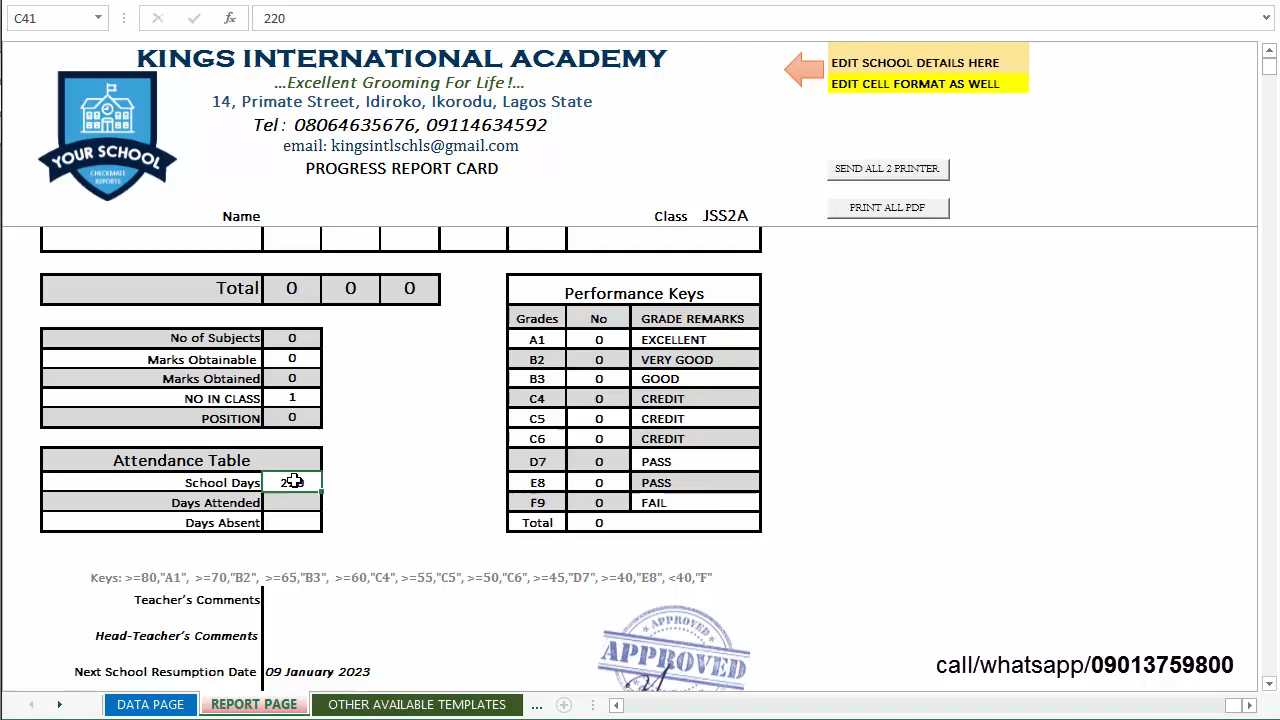 C41
220
KINGS INTERNATIONAL ACADEMY
...Excellent Grooming For Life!...
14, Primate Street, Idiroko, Ikorodu, Lagos State
Tel: 08064635676, 09114634592
email: kingsintlschls@gmail.com
PROGRESS REPORT CARD
YOUR SCHOOL
CHECKMATE
REPORTS
EDIT SCHOOL DETAILS HERE
EDIT CELL FORMAT AS WELL
SEND ALL 2 PRINTER
PRINT ALL PDF
Name Class JSS2A
Total 0 0 0
No of Subjects 0
Marks Obtainable 0
Marks Obtained 0
NO IN CLASS 1
POSITION 0
Attendance Table
School Days
Days Attended
Days Absent
Performance Keys
Grades No GRADE REMARKS
A1 0 EXCELLENT
B2 0 VERY GOOD
B3 0 GOOD
C4 0 CREDIT
C5 0 CREDIT
C6 0 CREDIT
D7 0 PASS
E8 0 PASS
F9 0 FAIL
Total 0
Keys: >=80,"A1", >=70,"B2", >=65,"B3", >=60,"C4", >=55,"C5", >=50,"C6", >=45,"D7", >=40,"E8", <40,"F"
Teacher's Comments
Head-Teacher's Comments
Next School Resumption Date 09 January 2023
APPROVED
APPROVED
call/whatsapp/09013759800
DATA PAGE REPORT PAGE OTHER AVAILABLE TEMPLATES ...